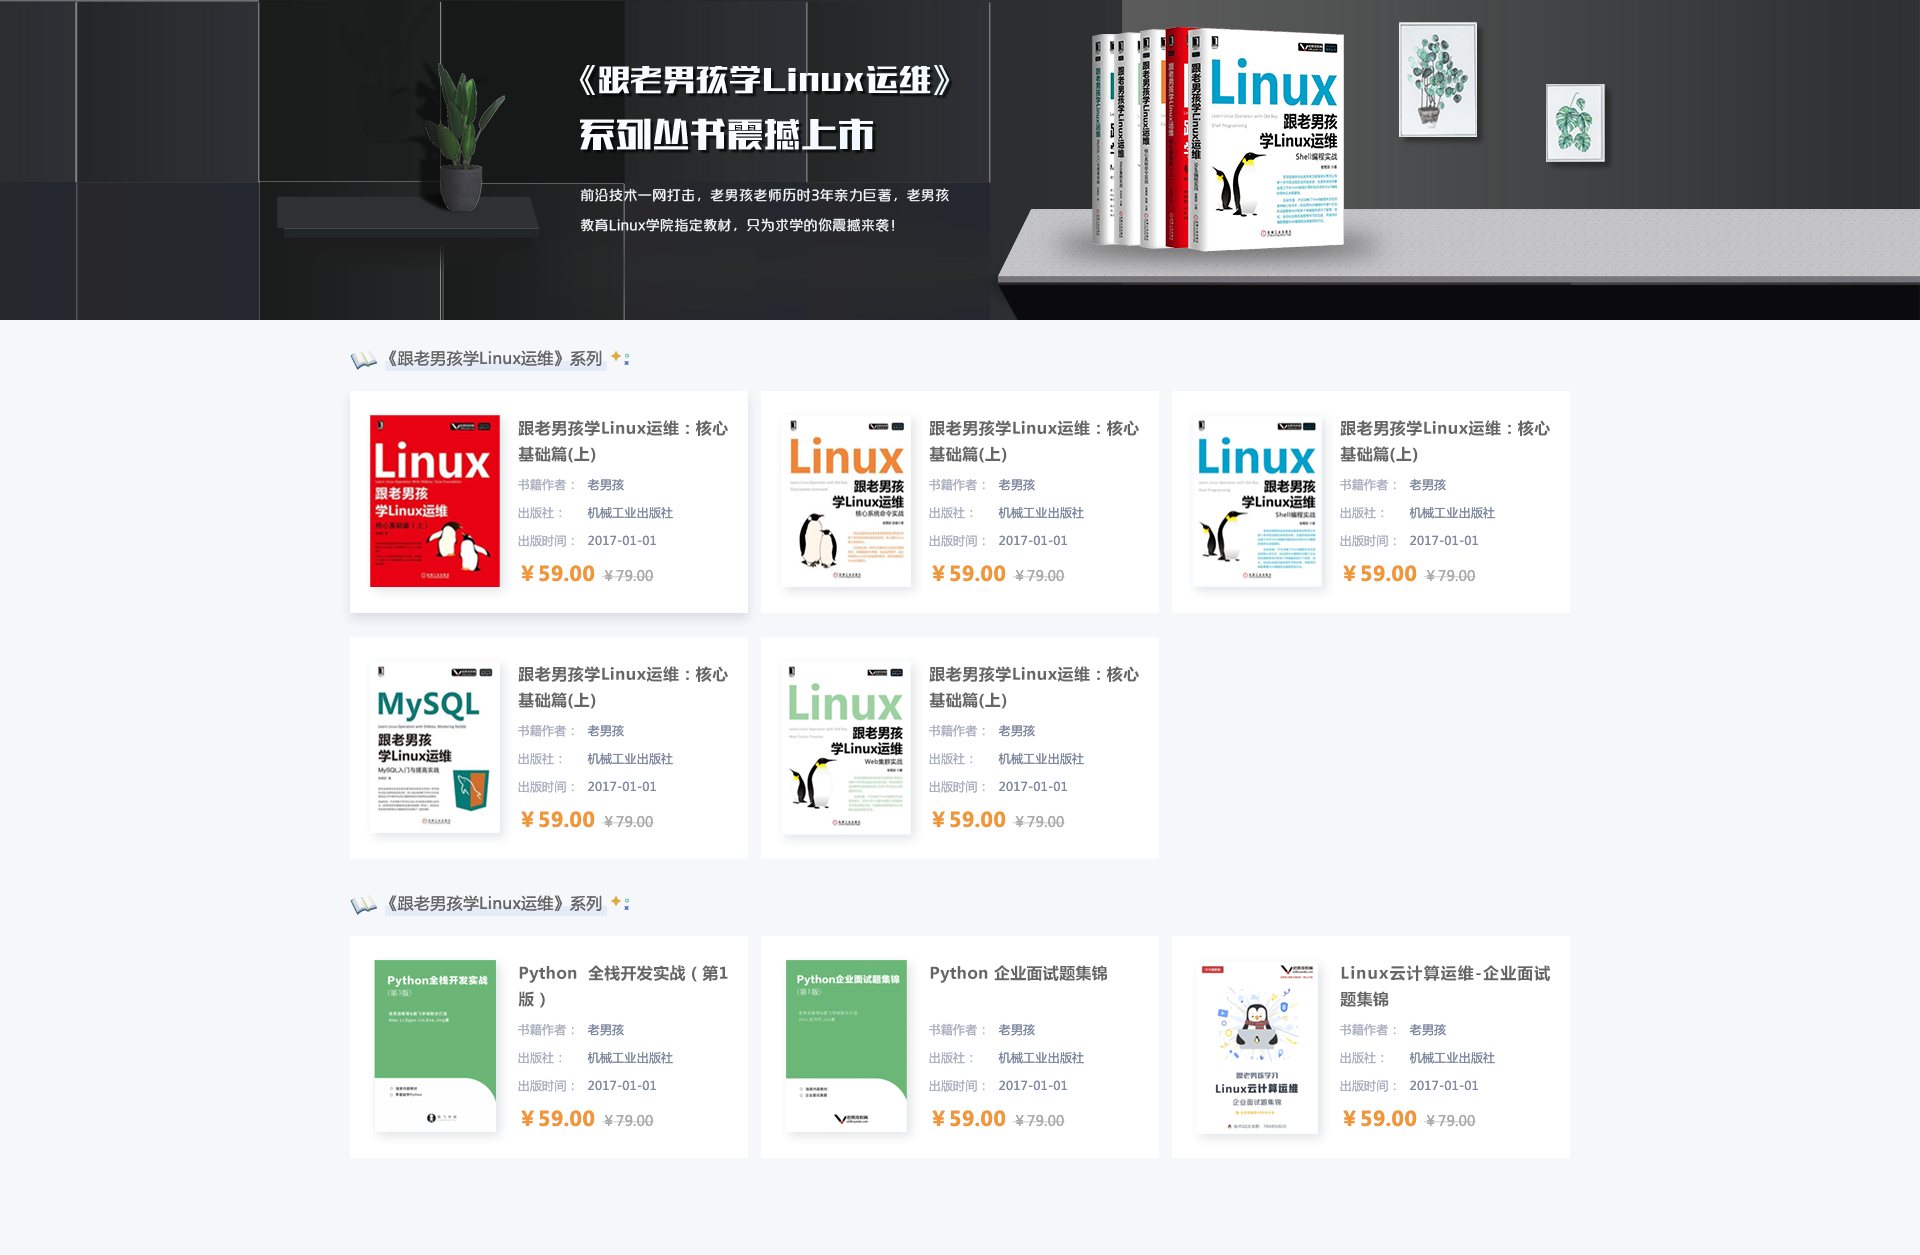 《跟老男孩学Linux运维》
系列丛书震撼上市
前沿技术一网打击，老男孩老师历时3年亲力巨著，老男孩
教育Linux学院指定教材，只为求学的你震撼来袭！
Linux
跟老男孩
学Linux运维
Shell编程实战
《跟老男孩学Linux运维》系列
Linux
跟老男孩
学Linux运维
核心基础篇（上）
跟老男孩学Linux运维：核心
基础篇(上)
书籍作者： 老男孩
出版社： 机械工业出版社
出版时间： 2017-01-01
¥59.00 ¥79.00
Linux
跟老男孩
学Linux运维
核心系统命令实战
跟老男孩学Linux运维：核心
基础篇(上)
书籍作者： 老男孩
出版社： 机械工业出版社
出版时间： 2017-01-01
¥59.00 ¥79.00
Linux
跟老男孩
学Linux运维
Shell编程实战
跟老男孩学Linux运维：核心
基础篇(上)
书籍作者： 老男孩
出版社： 机械工业出版社
出版时间： 2017-01-01
¥59.00 ¥79.00
MySQL
跟老男孩
学Linux运维
MySQL入门与提高实战
跟老男孩学Linux运维：核心
基础篇(上)
书籍作者： 老男孩
出版社： 机械工业出版社
出版时间： 2017-01-01
¥59.00 ¥79.00
Linux
跟老男孩
学Linux运维
Web集群实战
跟老男孩学Linux运维：核心
基础篇(上)
书籍作者： 老男孩
出版社： 机械工业出版社
出版时间： 2017-01-01
¥59.00 ¥79.00
《跟老男孩学Linux运维》系列
Python全栈开发实战
（第3版）
Python 全栈开发实战（第1
版）
书籍作者： 老男孩
出版社： 机械工业出版社
出版时间： 2017-01-01
¥59.00 ¥79.00
Python企业面试题集锦
（第1版）
Python 企业面试题集锦
书籍作者： 老男孩
出版社： 机械工业出版社
出版时间： 2017-01-01
¥59.00 ¥79.00
跟老男孩学习
Linux云计算运维
企业面试题集锦
Linux云计算运维-企业面试
题集锦
书籍作者： 老男孩
出版社： 机械工业出版社
出版时间： 2017-01-01
¥59.00 ¥79.00